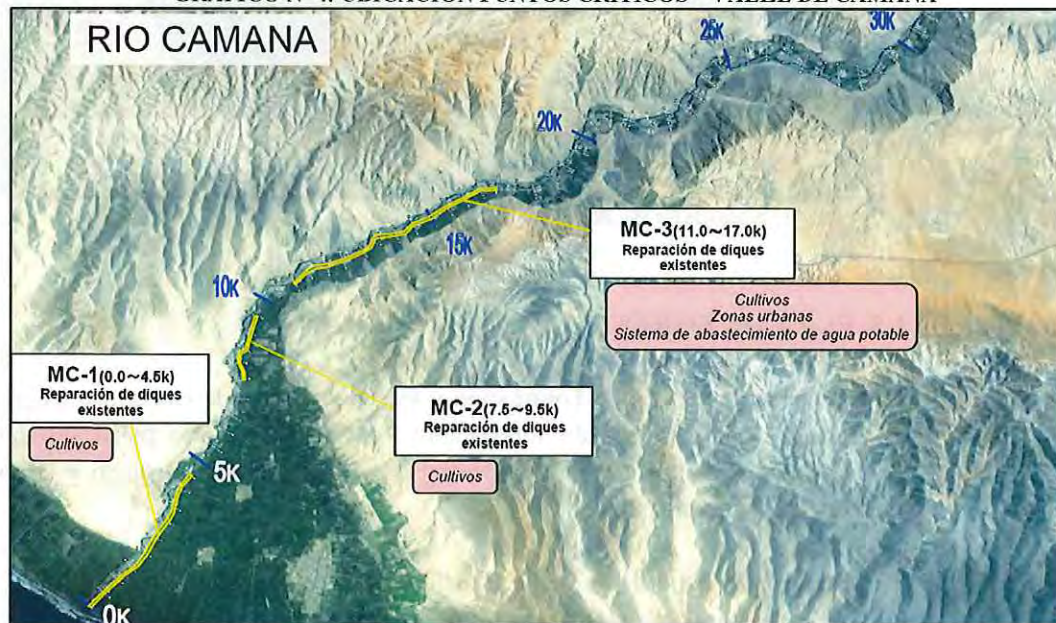 RIO CAMANA
30K
25K
20K
MC-3(11.0~17.0k)
Reparación de diques
existentes
15K
10K
Cultivos
Zonas urbanas
Sistema de abastecimiento de agua potable
MC-1(0.0~4.5k)
Reparación de diques
existentes
Cultivos
MC-2(7.5~9.5k)
Reparación de diques
existentes
Cultivos
5K
0K